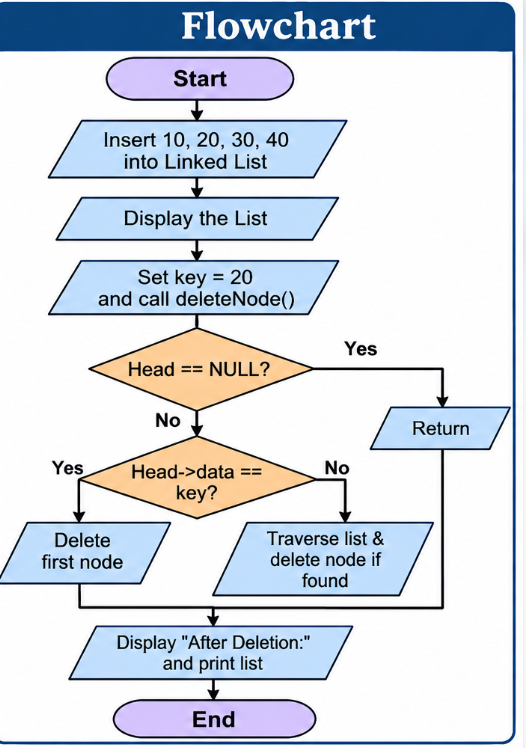 Flowchart
Start
Insert 10, 20, 30, 40
into Linked List
Display the List
Set key = 20
and call deleteNode()
Head == NULL?
Yes
No
Return
Head->data ==
key?
Yes
No
Delete
first node
Traverse list &
delete node if
found
Display "After Deletion:"
and print list
End